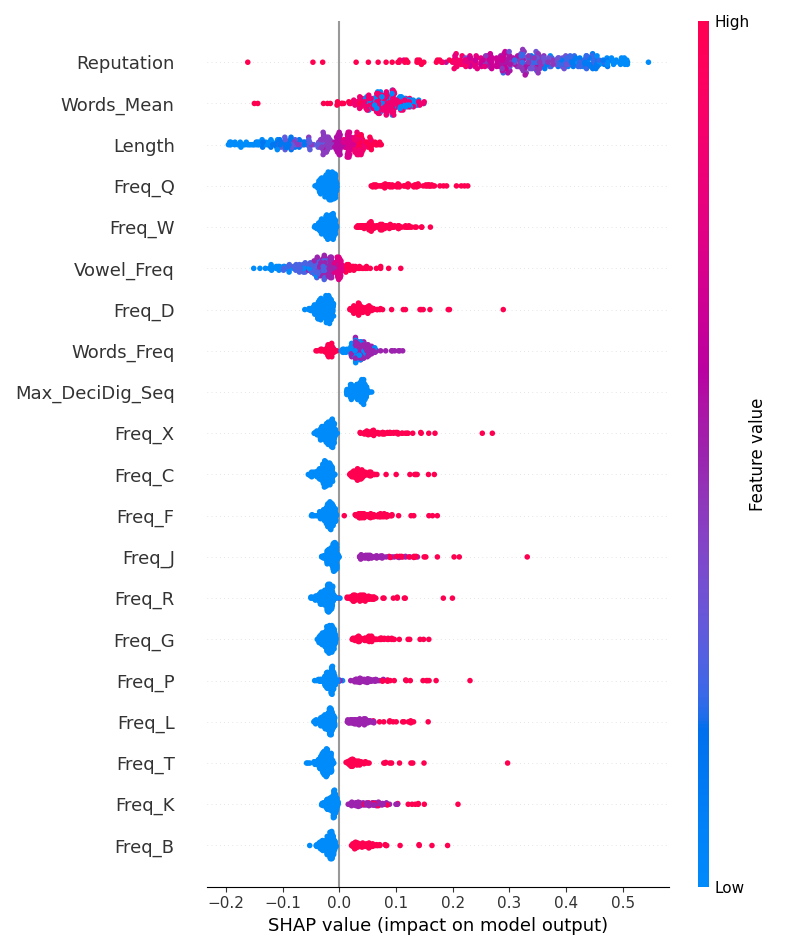 High
Reputation
Words_Mean
Length
Freq_Q
Freq_W
Vowel_Freq
Freq_D
Words_Freq
Max_DeciDig_Seq
Freq_X
Freq_C
Freq_F
Freq_J
Freq_R
Freq_G
Freq_P
Freq_L
Freq_T
Freq_K
Freq_B
Feature value
Low
−0.2 −0.1 0.0 0.1 0.2 0.3 0.4 0.5
SHAP value (impact on model output)